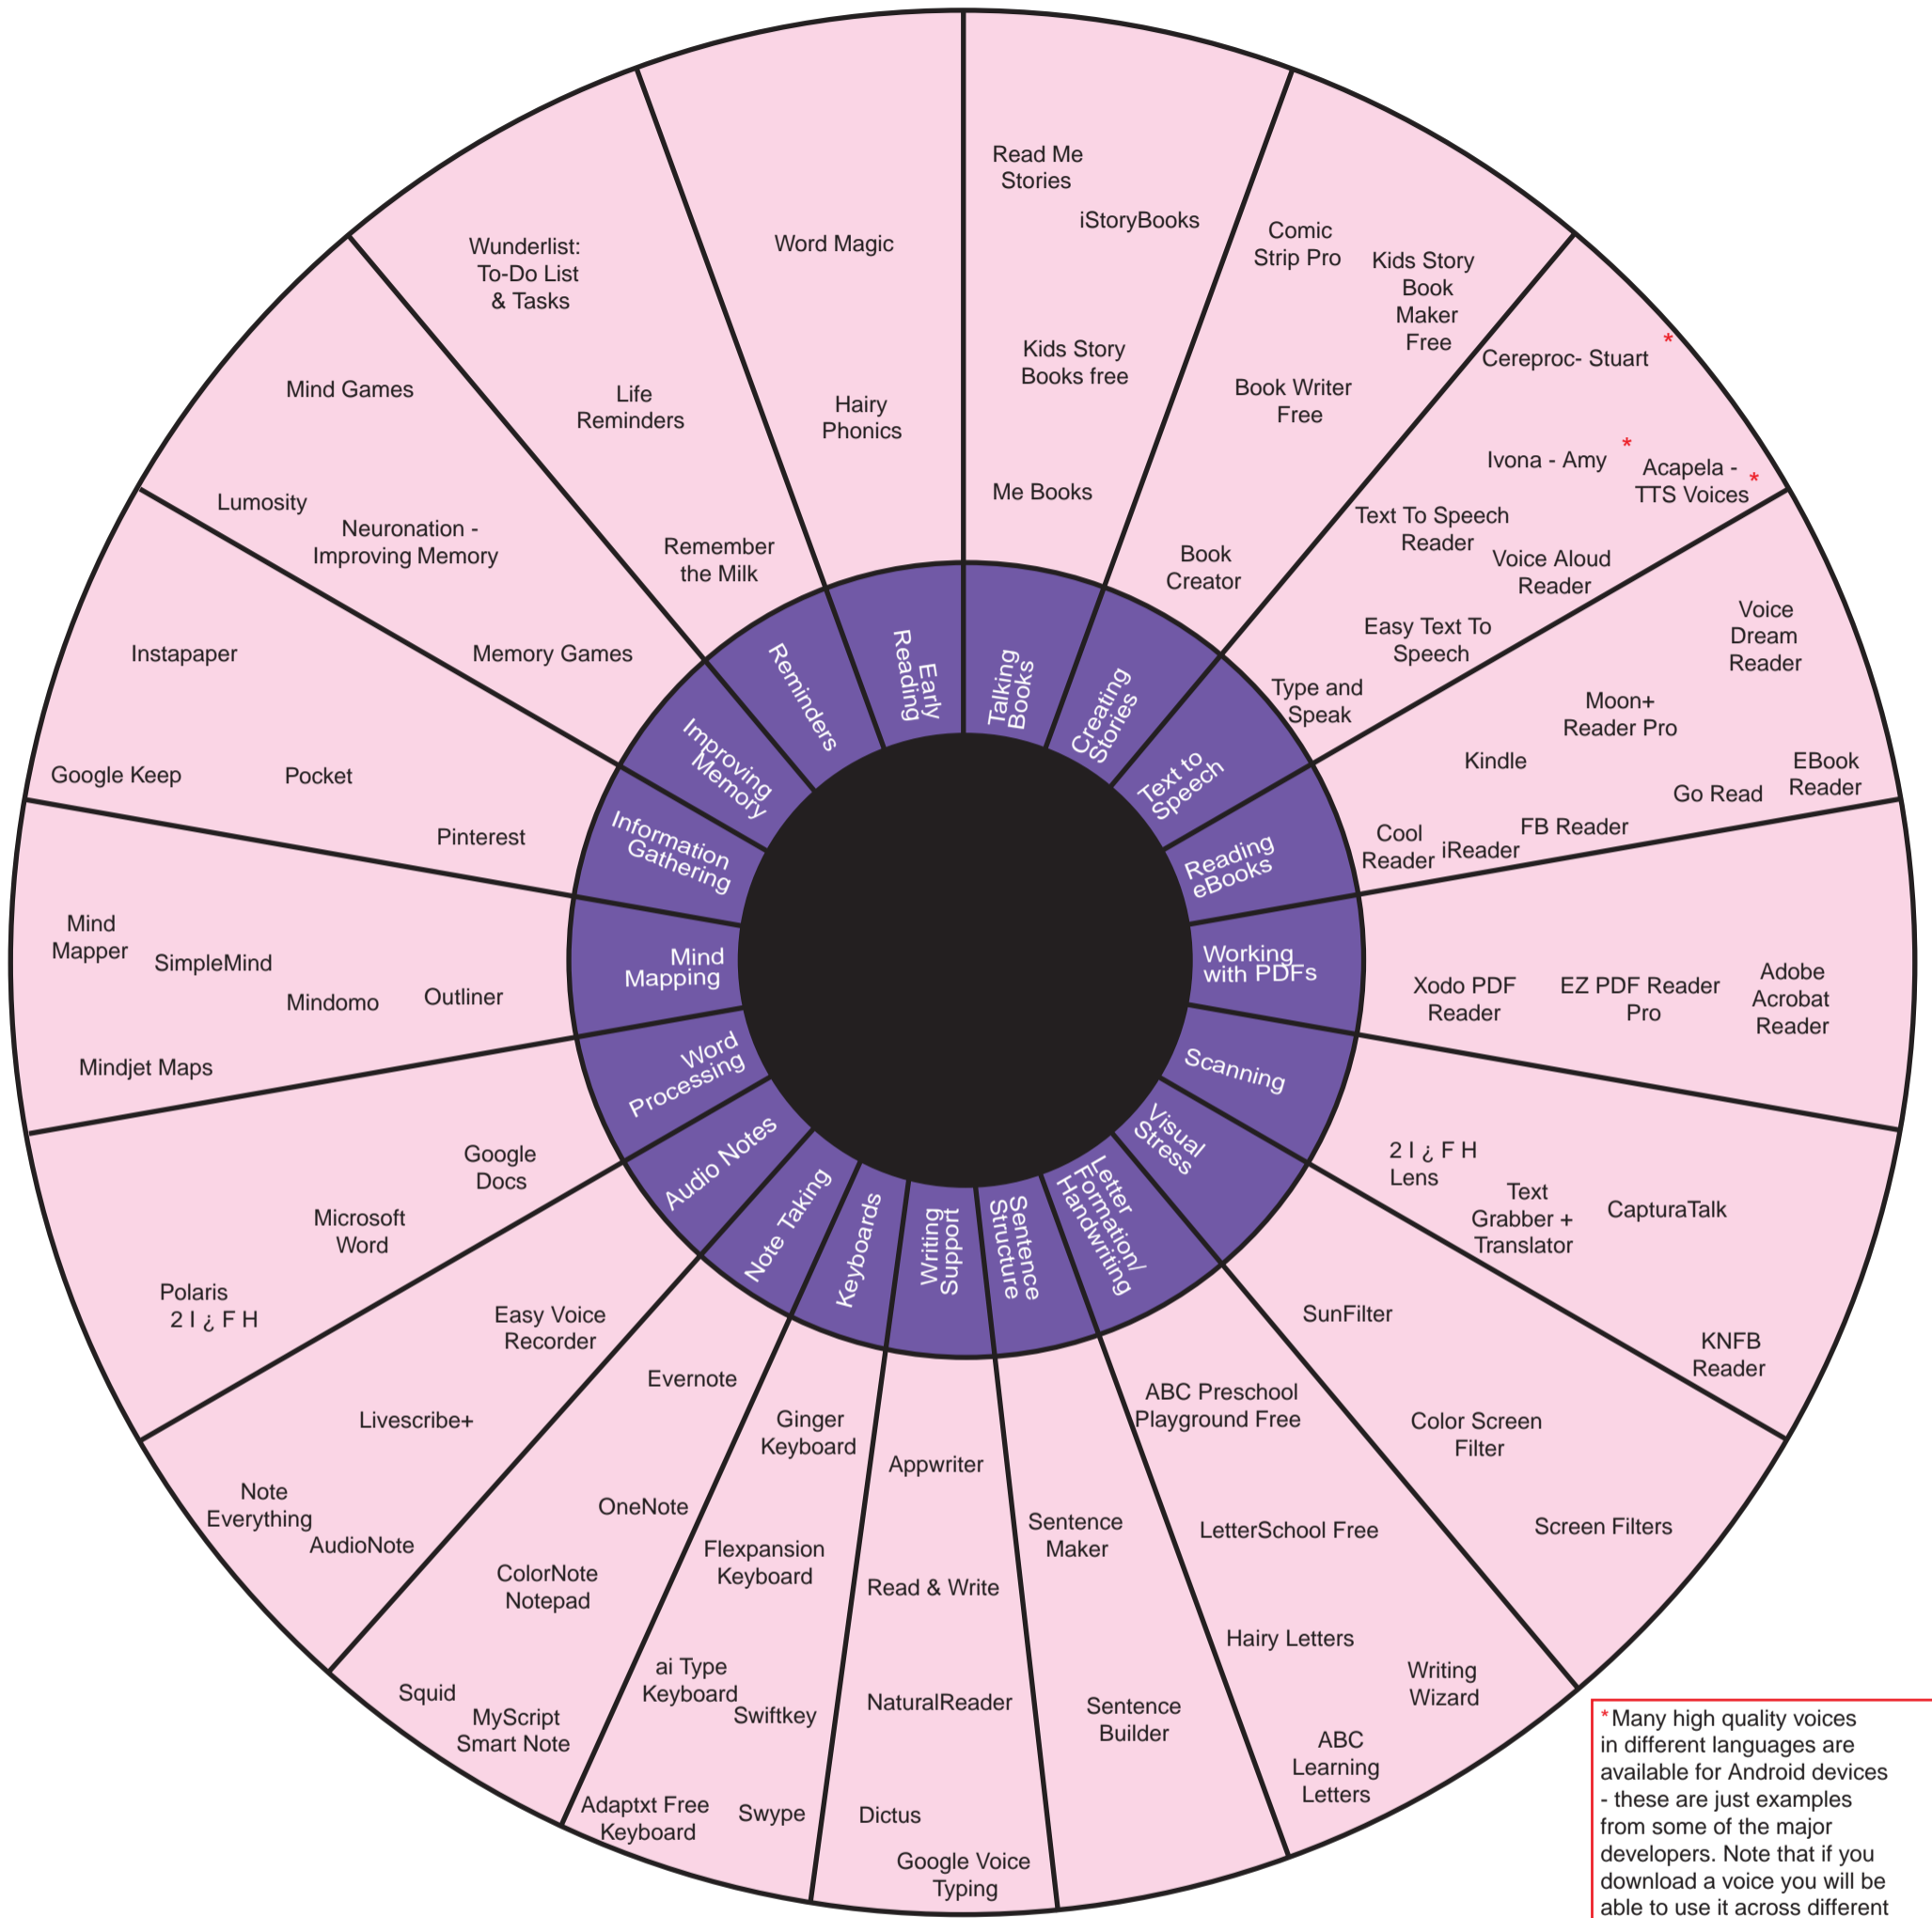 Read Me
Stories
iStoryBooks
Kids Story
Books free
Me Books
Talking
Books
Comic
Strip Pro
Kids Story
Book
Maker
Free
Book Writer
Free
Book
Creator
Creating
Stories
Cereproc- Stuart *
Ivona - Amy *
Acapela -
TTS Voices *
Text To Speech
Reader
Voice Aloud
Reader
Easy Text To
Speech
Type and
Speak
Text to
Speech
Voice
Dream
Reader
Moon+
Reader Pro
Kindle
EBook
Reader
Go Read
FB Reader
iReader
Cool
Reader
Reading
eBooks
Xodo PDF
Reader
EZ PDF Reader
Pro
Adobe
Acrobat
Reader
Working
with PDFs
2 I ¿ F H
Lens
Text
Grabber +
Translator
CapturaTalk
KNFB
Reader
Scanning
SunFilter
Color Screen
Filter
Screen Filters
Visual
Stress
ABC Preschool
Playground Free
LetterSchool Free
Hairy Letters
Writing
Wizard
ABC
Learning
Letters
Letter
Formation/
Handwriting
Sentence
Maker
Sentence
Builder
Sentence
Structure
Appwriter
Read & Write
NaturalReader
Dictus
Google Voice
Typing
Writing
Support
Ginger
Keyboard
Flexpansion
Keyboard
ai Type
Keyboard
Swiftkey
Adaptxt Free
Keyboard
Swype
Keyboards
Evernote
OneNote
ColorNote
Notepad
Squid
MyScript
Smart Note
Note Taking
Easy Voice
Recorder
Livescribe+
Note
Everything
AudioNote
Audio Notes
Google
Docs
Microsoft
Word
Polaris
2 I ¿ F H
Word
Processing
Mind
Mapper
SimpleMind
Mindomo
Outliner
Mindjet Maps
Mind
Mapping
Instapaper
Google Keep
Pocket
Pinterest
Information
Gathering
Mind Games
Lumosity
Neuronation -
Improving Memory
Memory Games
Improving
Memory
Wunderlist:
To-Do List
& Tasks
Life
Reminders
Remember
the Milk
Reminders
Word Magic
Hairy
Phonics
Early
Reading
*Many high quality voices
in different languages are
available for Android devices
- these are just examples
from some of the major
developers. Note that if you
download a voice you will be
able to use it across different